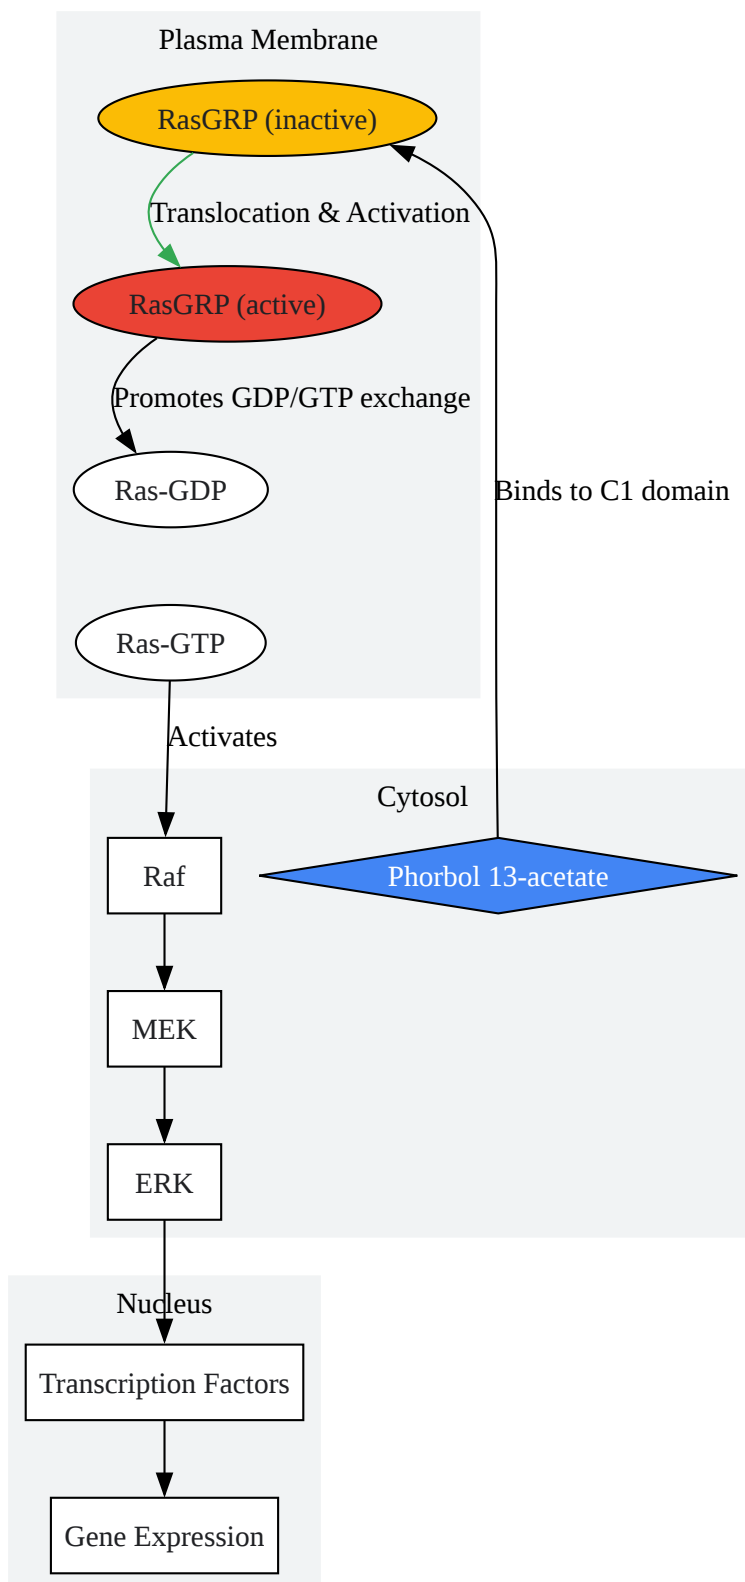 Plasma Membrane
RasGRP (inactive)
Translocation & Activation
RasGRP (active)
Promotes GDP/GTP exchange
Ras-GDP
Binds to C1 domain
Ras-GTP
Activates
Cytosol
Raf
Phorbol 13-acetate
MEK
ERK
Nucleus
Transcription Factors
Gene Expression